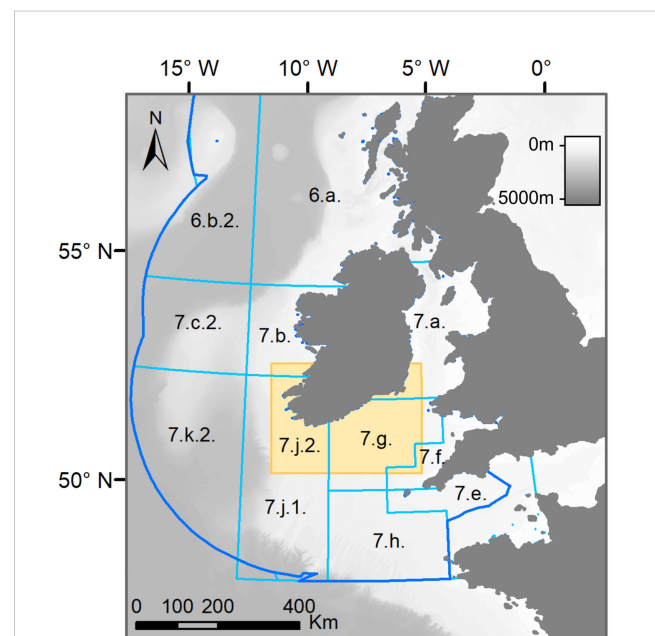 15° W 10° W 5° W 0°
N
0m
5000m
6.a.
6.b.2.
55° N
7.c.2.
7.b.
7.a.
7.k.2.
7.j.2.
7.g.
7.f.
50° N
7.e.
7.j.1.
7.h.
0 100 200 400
Km